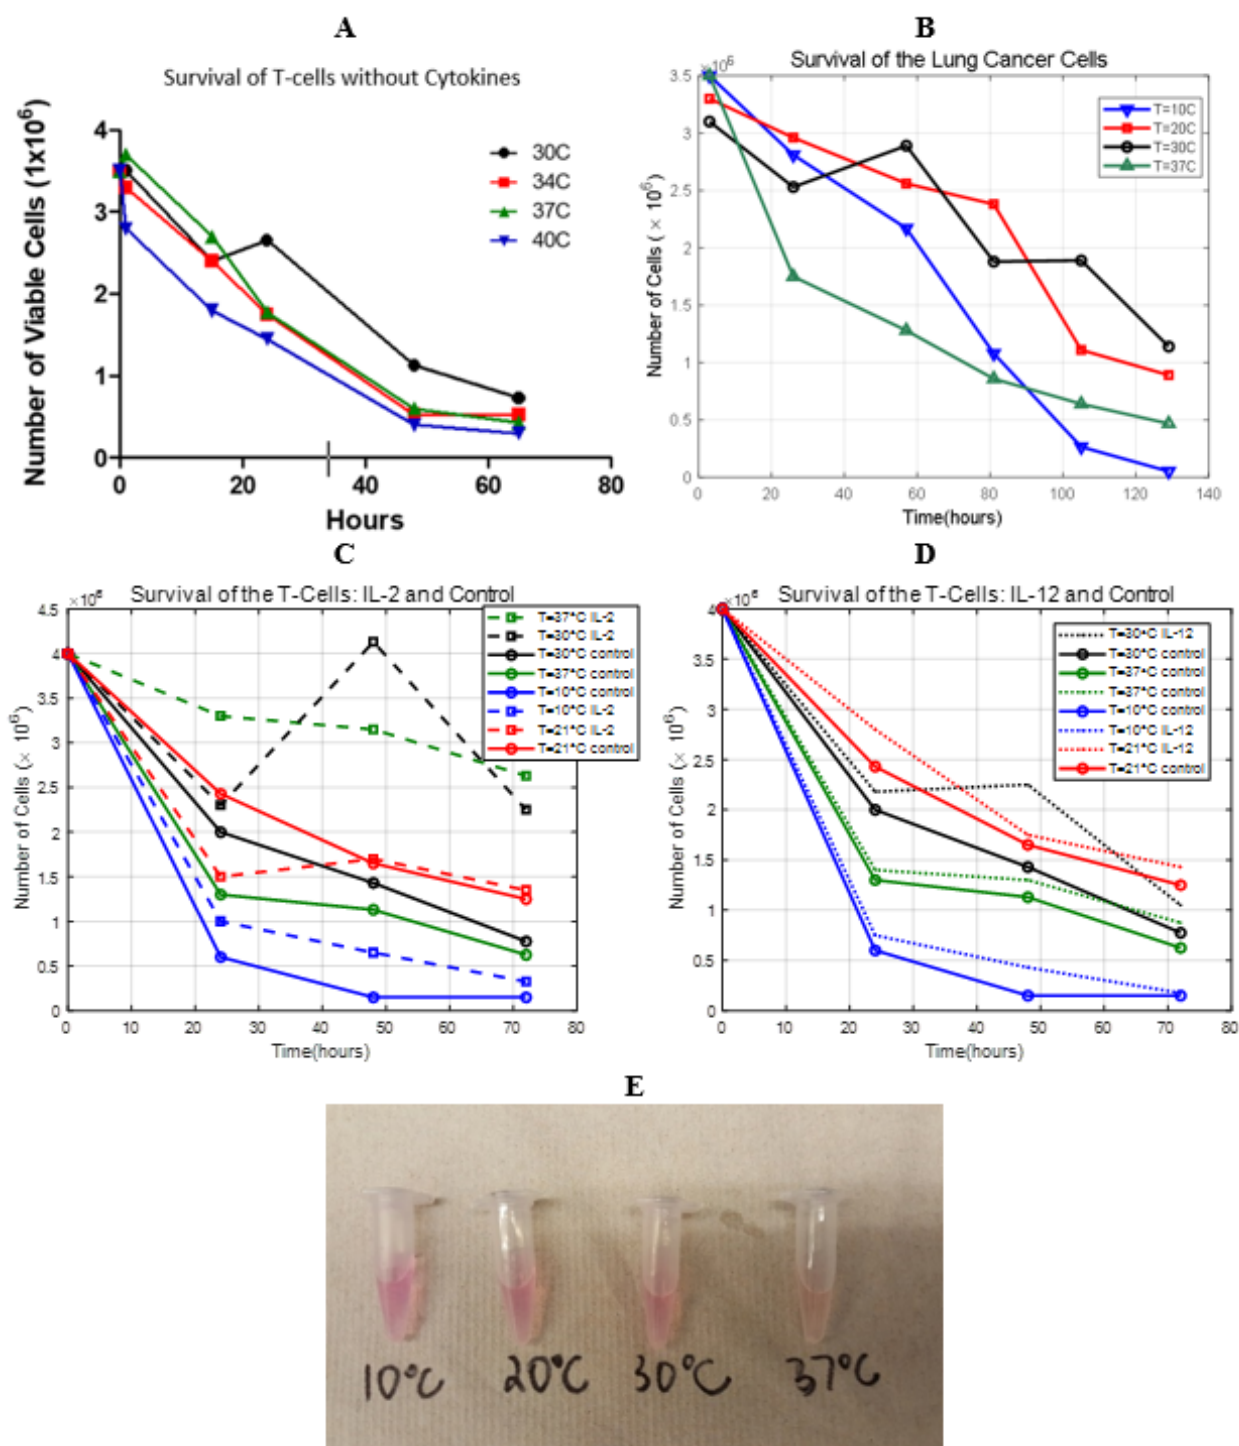 A
Survival of T-cells without Cytokines
Number of Viable Cells (1x10⁶)
4
3
2
1
0
0
20
40
60
80
Hours
30C
34C
37C
40C
B
Survival of the Lung Cancer Cells
×10⁶
Number of Cells ( × 10⁶)
3.5
3
2.5
2
1.5
1
0.5
0
0
20
40
60
80
100
120
140
Time(hours)
T=10C
T=20C
T=30C
T=37C
C
Survival of the T-Cells: IL-2 and Control
×10⁶
Number of Cells (× 10⁶)
4.5
4
3.5
3
2.5
2
1.5
1
0.5
0
0
10
20
30
40
50
60
70
80
Time(hours)
T=37°C IL-2
T=30°C IL-2
T=30°C control
T=37°C control
T=10°C control
T=10°C IL-2
T=21°C IL-2
T=21°C control
D
Survival of the T-Cells: IL-12 and Control
×10⁶
Number of Cells (× 10⁶)
4
3.5
3
2.5
2
1.5
1
0.5
0
0
10
20
30
40
50
60
70
80
Time(hours)
T=30°C IL-12
T=30°C control
T=37°C control
T=37°C IL-12
T=10°C control
T=10°C IL-12
T=21°C IL-12
T=21°C control
E
10°C 20°C 30°C 37°C